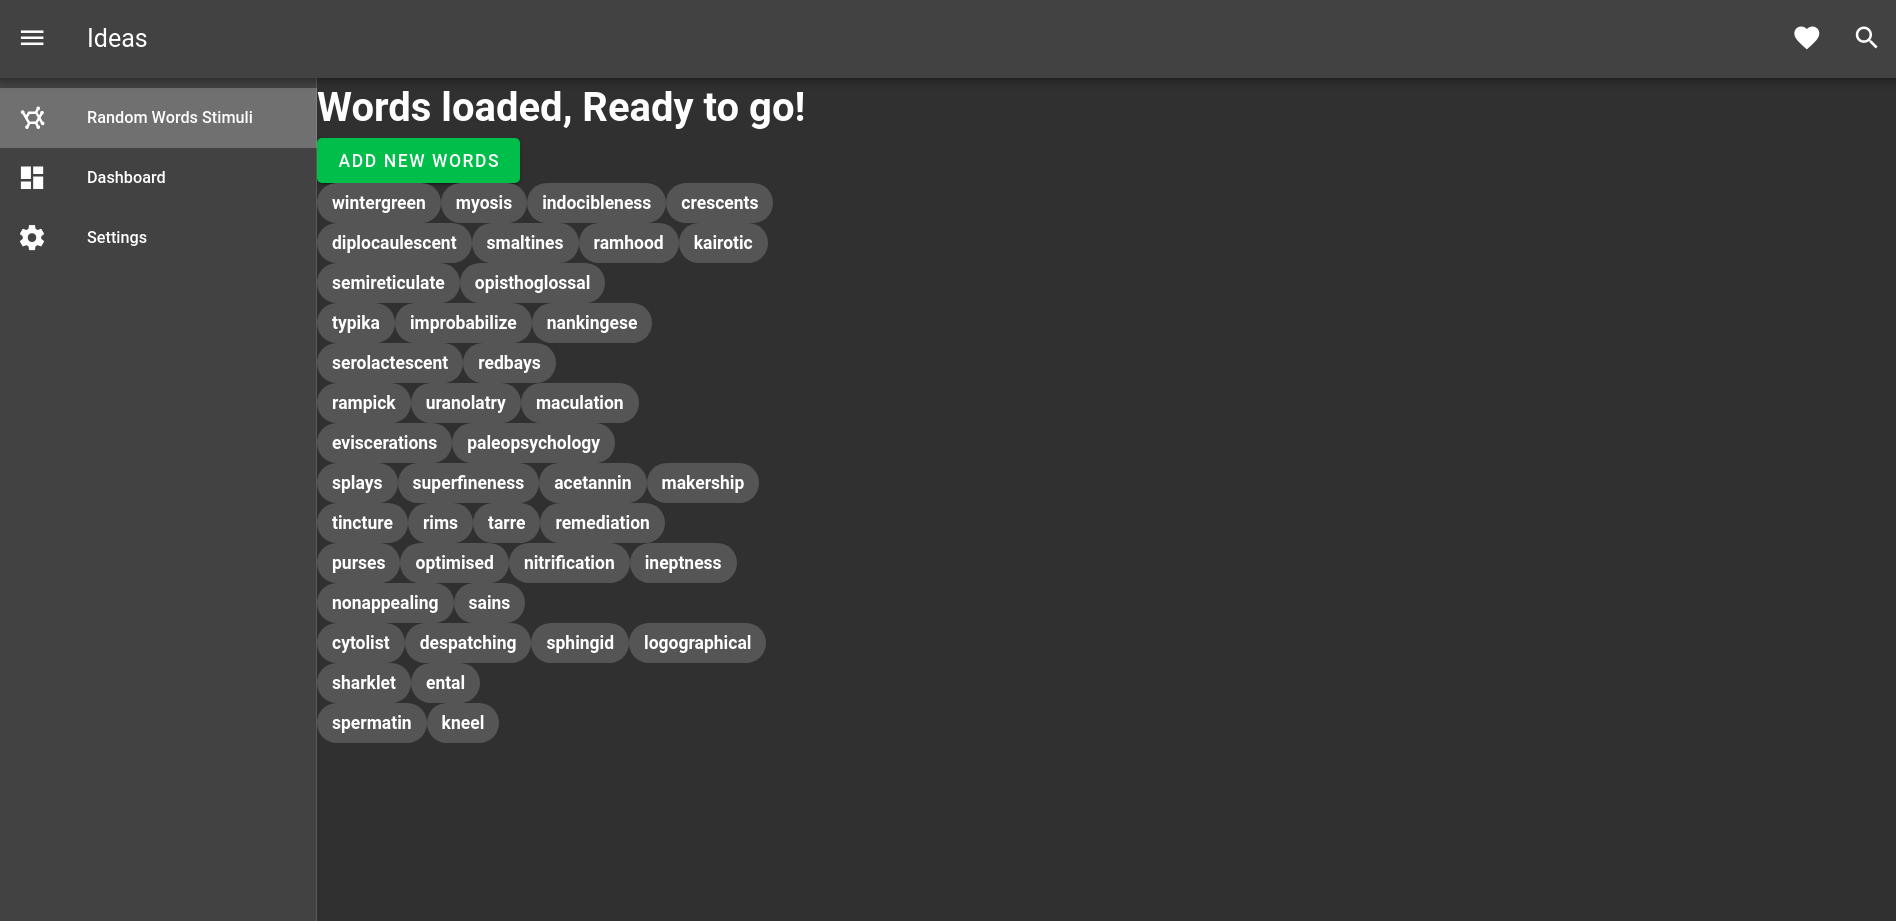 Ideas
Random Words Stimuli
Dashboard
Settings
Words loaded, Ready to go!
ADD NEW WORDS
wintergreen myosis indocibleness crescents
diplocaulescent smaltines ramhood kairotic
semireticulate opisthoglossal
typika improbabilize nankingese
serolactescent redbays
rampick uranolatry maculation
eviscerations paleopsychology
splays superfineness acetannin makership
tincture rims tarre remediation
purses optimised nitrification ineptness
nonappealing sains
cytolist despatching sphingid logographical
sharklet ental
spermatin kneel